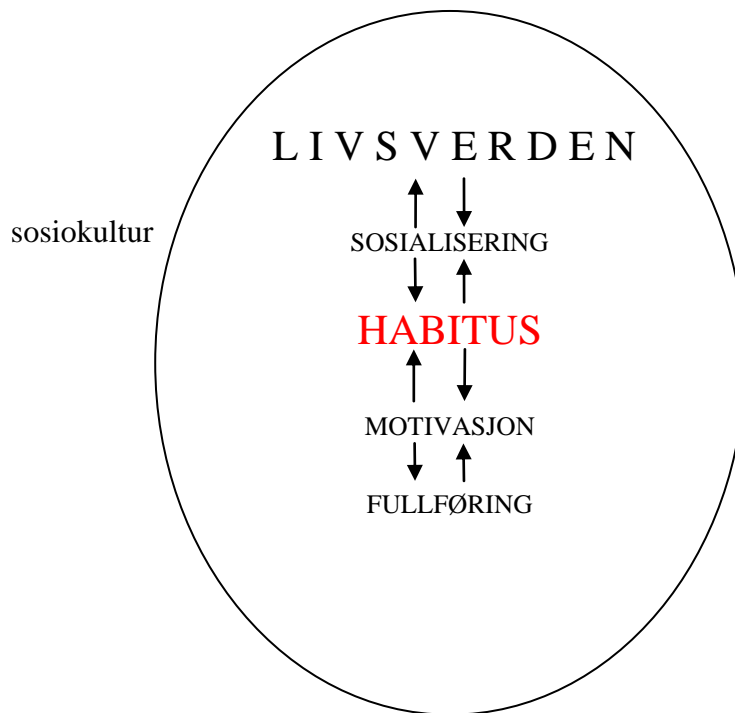 L I V S V E R D E N
sosiokultur
SOSIALISERING
HABITUS
MOTIVASJON
FULLFØRING